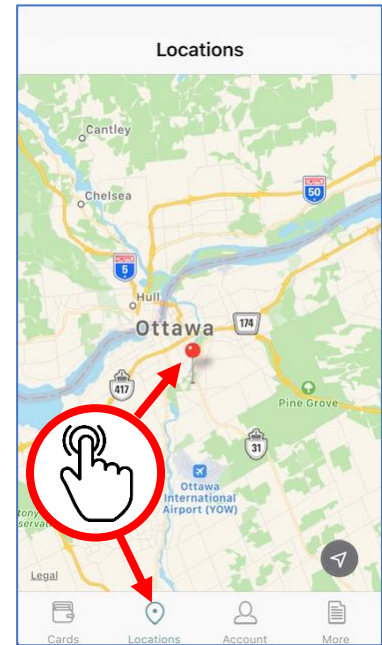 Locations
Cantley
Chelsea
50
5
Hull
Ottawa
174
417
Pine Grove
31
Ottawa
International
Airport (YOW)
Legal
Cards Locations Account More